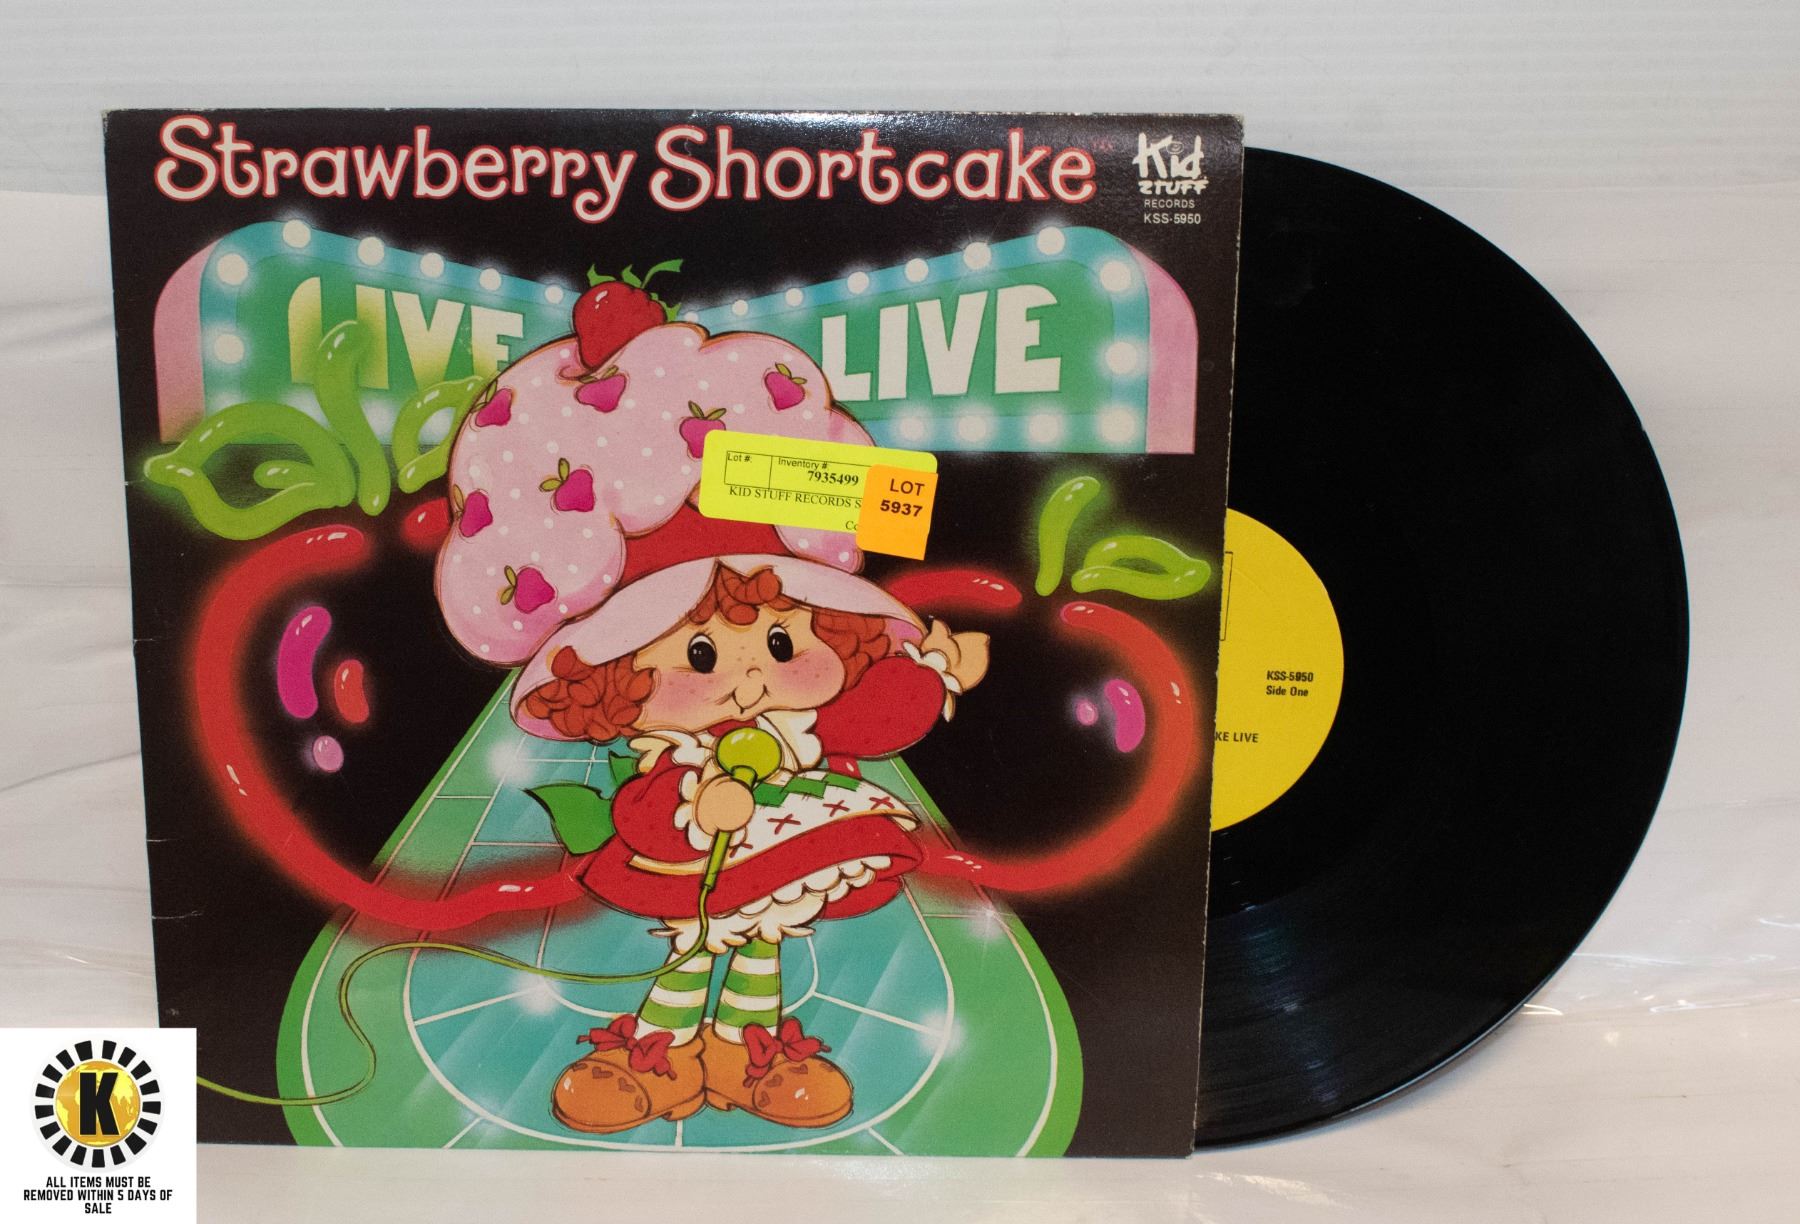 Strawberry Shortcake
Kid
STUFF
RECORDS
KSS-5950
LIVE LIVE
Lot #:
Inventory #:
7935499
KID STUFF RECORDS
LOT
5937
KSS-5950
Side One
KE LIVE
K
ALL ITEMS MUST BE
REMOVED WITHIN 5 DAYS OF
SALE